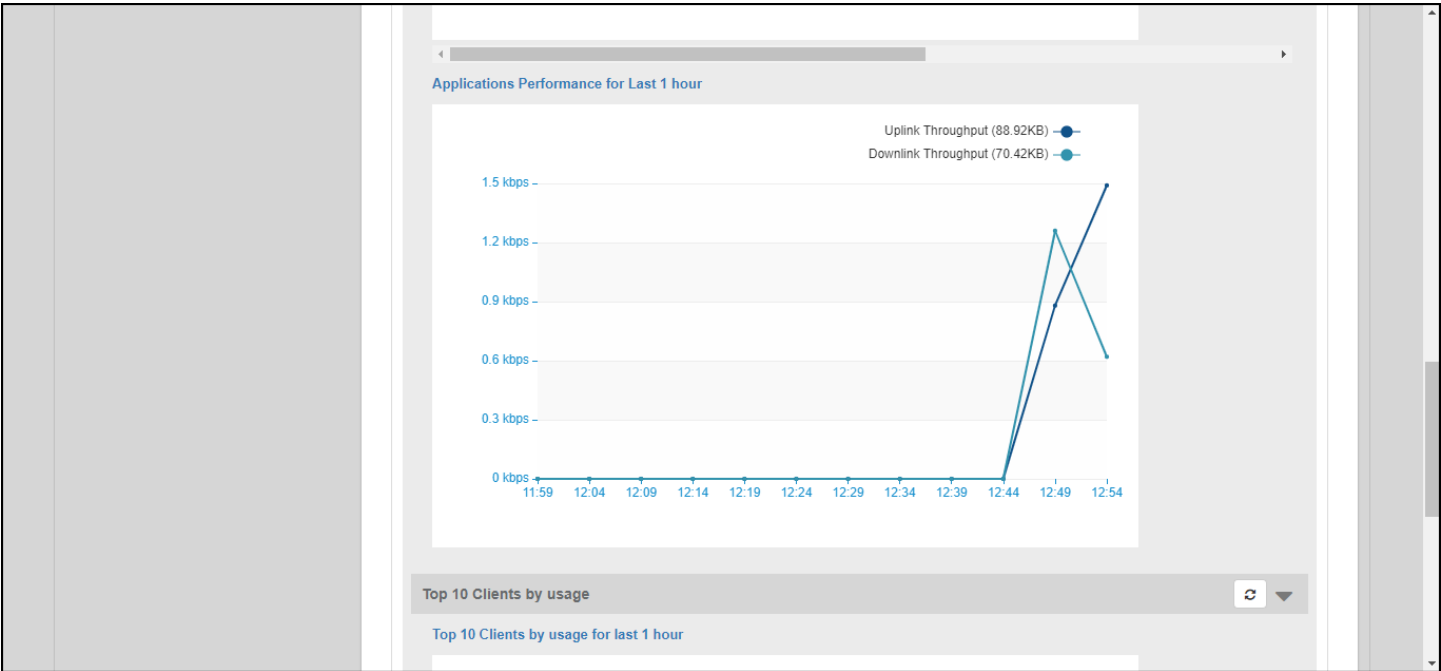 Applications Performance for Last 1 hour
Uplink Throughput (88.92KB)
Downlink Throughput (70.42KB)
1.5 kbps
1.2 kbps
0.9 kbps
0.6 kbps
0.3 kbps
0 kbps
11:59 12:04 12:09 12:14 12:19 12:24 12:29 12:34 12:39 12:44 12:49 12:54
Top 10 Clients by usage
Top 10 Clients by usage for last 1 hour